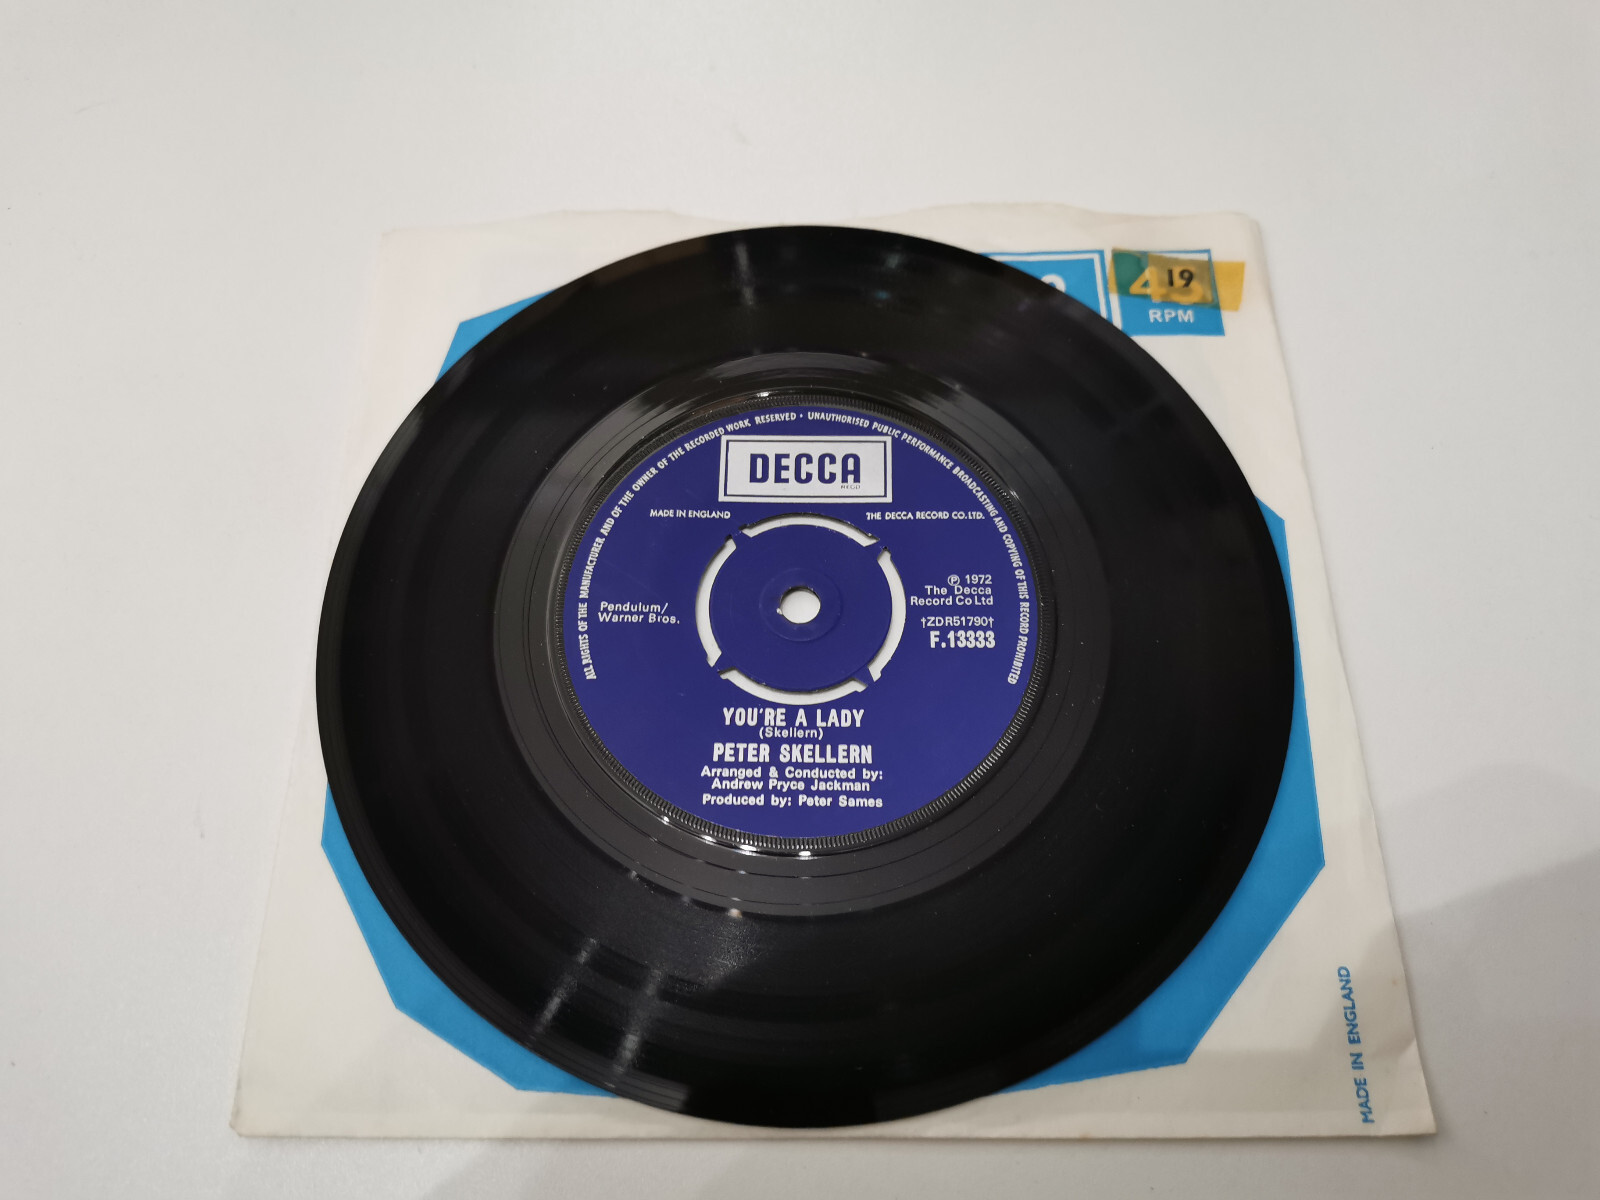 19
RPM
ALL RIGHTS OF THE MANUFACTURER AND OF THE OWNER OF THE RECORDED WORK RESERVED • UNAUTHORISED PUBLIC PERFORMANCE BROADCASTING AND COPYING OF THIS RECORD PROHIBITED
DECCA
REGD
MADE IN ENGLAND
THE DECCA RECORD CO. LTD.
Ⓟ 1972
The Decca
Record Co Ltd
Pendulum/
Warner Bros.
†ZDR51790†
F.13333
YOU'RE A LADY
(Skellern)
PETER SKELLERN
Arranged & Conducted by:
Andrew Pryce Jackman
Produced by: Peter Sames
MADE IN ENGLAND